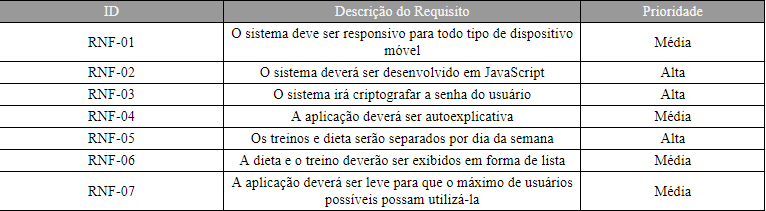 ID Descrição do Requisito Prioridade
RNF-01 O sistema deve ser responsivo para todo tipo de dispositivo móvel Média
RNF-02 O sistema deverá ser desenvolvido em JavaScript Alta
RNF-03 O sistema irá criptografar a senha do usuário Alta
RNF-04 A aplicação deverá ser autoexplicativa Média
RNF-05 Os treinos e dieta serão separados por dia da semana Alta
RNF-06 A dieta e o treino deverão ser exibidos em forma de lista Média
RNF-07 A aplicação deverá ser leve para que o máximo de usuários possíveis possam utilizá-la Média